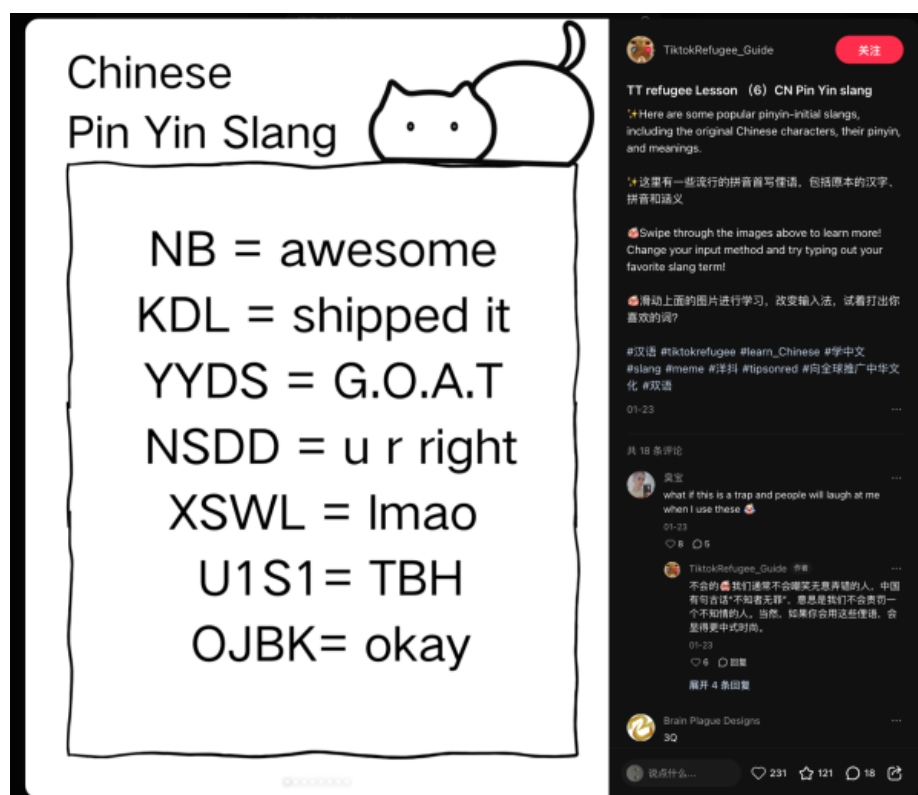 Chinese
Pin Yin Slang
NB = awesome
KDL = shipped it
YYDS = G.O.A.T
NSDD = u r right
XSWL = lmao
U1S1= TBH
OJBK= okay
TiktokRefugee_Guide
关注
TT refugee Lesson （6）CN Pin Yin slang
✨Here are some popular pinyin-initial slangs,
including the original Chinese characters, their pinyin,
and meanings.
✨这里有一些流行的拼音首写俚语，包括原本的汉字、
拼音和涵义
Swipe through the images above to learn more!
Change your input method and try typing out your
favorite slang term!
滑动上面的图片进行学习，改变输入法，试着打出你
喜欢的词?
#汉语 #tiktokrefugee #learn_Chinese #学中文
#slang #meme #洋抖 #tipsonred #向全球推广中华文
化 #双语
01-23
共 18 条评论
臭宝
what if this is a trap and people will laugh at me
when I use these
01-23
8 5
TiktokRefugee_Guide 作者
不会的我们通常不会嘲笑无意弄错的人，中国
有句古话“不知者无罪”，意思是我们不会责罚一
个不知情的人。当然，如果你会用这些俚语，会
显得更中式时尚。
01-23
6 回复
展开 4 条回复
Brain Plague Designs
3Q
说点什么...
231 121 18